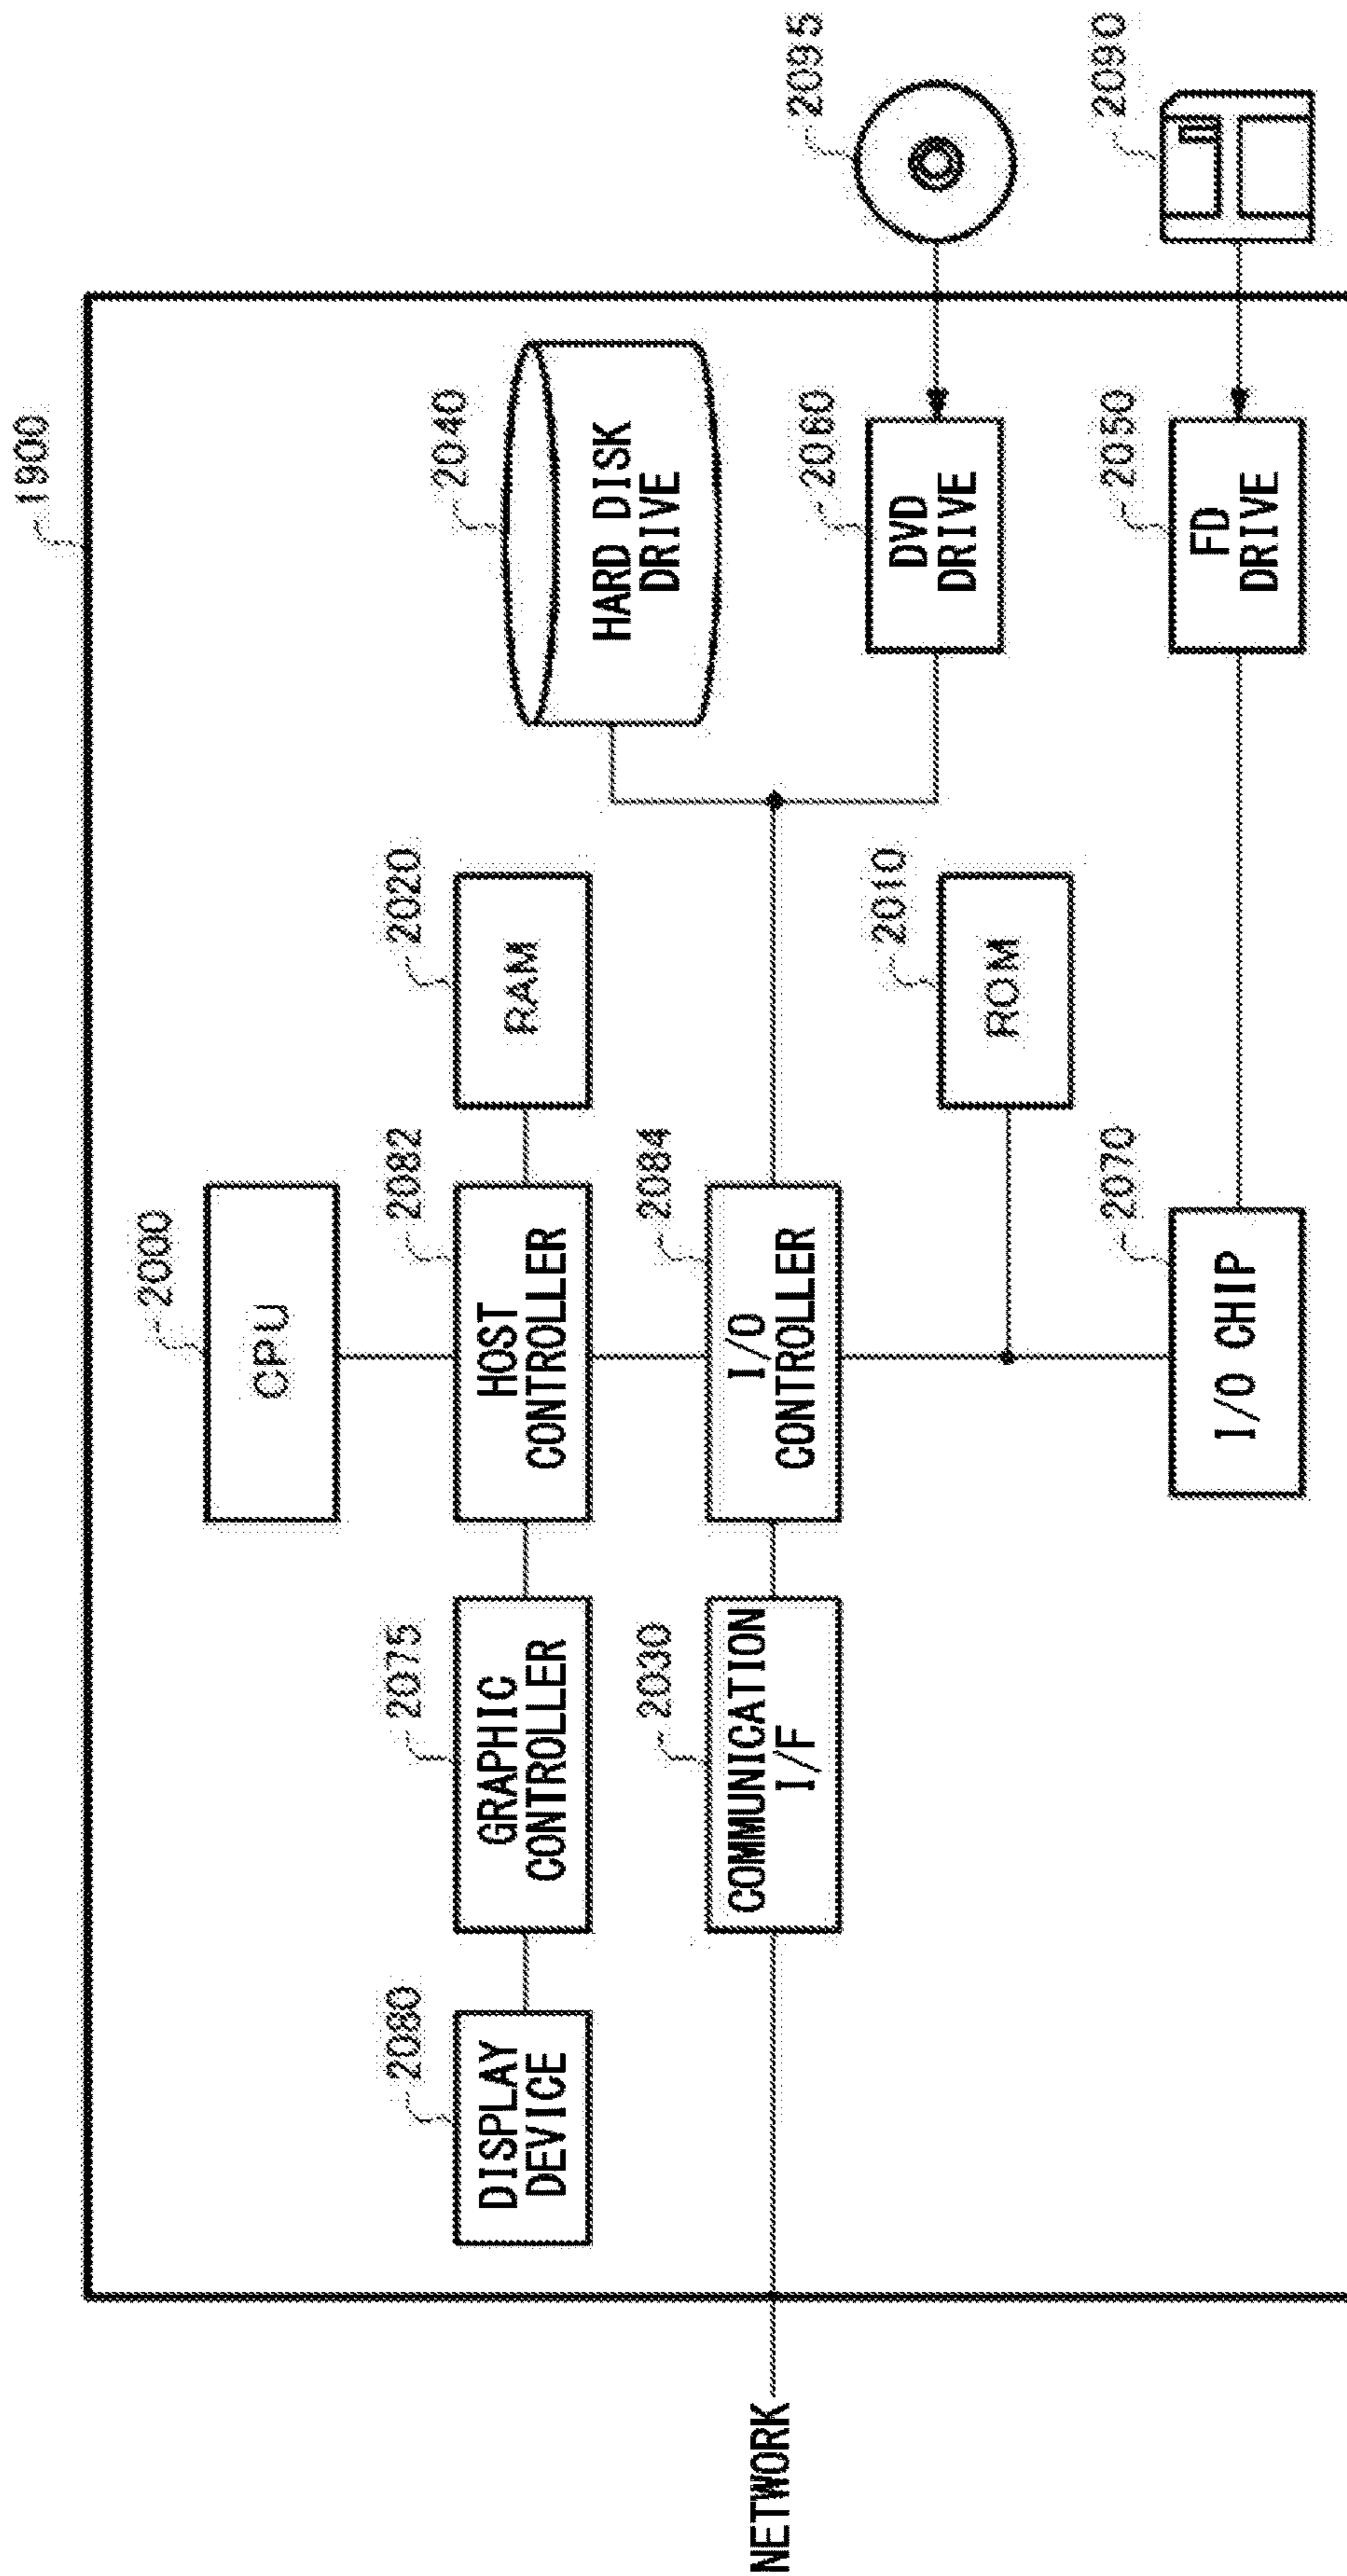 1900
2000
CPU
2080
DISPLAY
DEVICE
2075
GRAPHIC
CONTROLLER
2082
HOST
CONTROLLER
2020
RAM
2040
HARD DISK
DRIVE
2030
COMMUNICATION
I/F
2084
I/O
CONTROLLER
NETWORK
2010
ROM
2060
DVD
DRIVE
2095
2070
I/O CHIP
2050
FD
DRIVE
2090